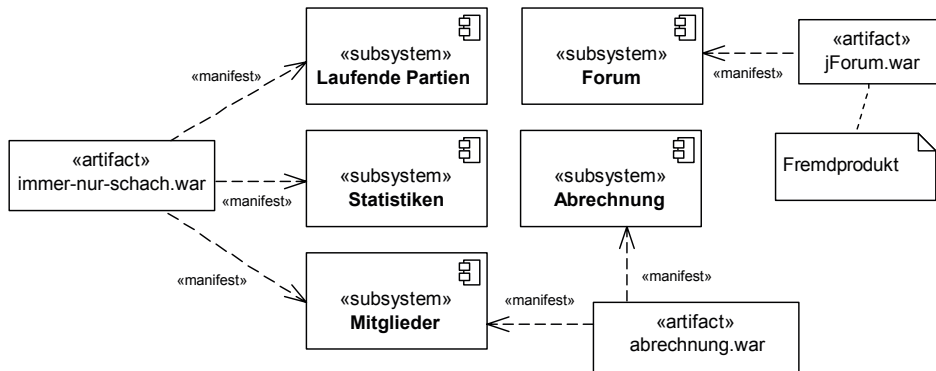 «subsystem»
Laufende Partien
«subsystem»
Forum
«manifest»
«artifact»
jForum.war
«manifest»
«artifact»
immer-nur-schach.war
«manifest»
«subsystem»
Statistiken
«subsystem»
Abrechnung
Fremdprodukt
«manifest»
«subsystem»
Mitglieder
«manifest»
«manifest»
«artifact»
abrechnung.war